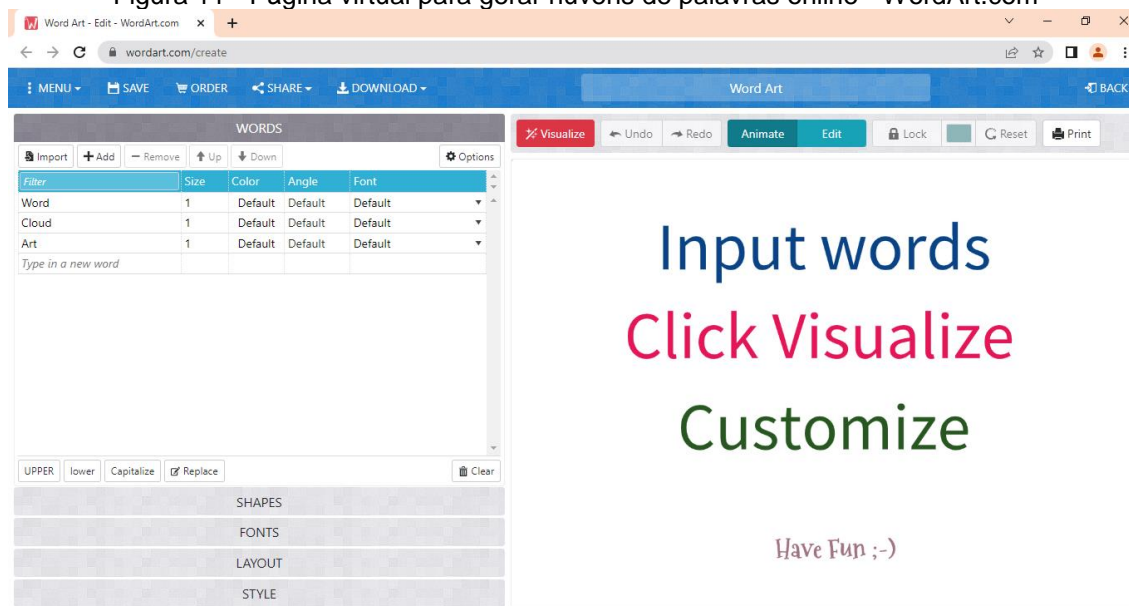 Figura 11 - Página virtual para gerar nuvens de palavras online - WordArt.com
Word Art - Edit - WordArt.com
wordart.com/create
MENU SAVE ORDER SHARE DOWNLOAD Word Art BACK
WORDS
Visualize Undo Redo Animate Edit Lock Reset Print
Import Add Remove Up Down Options
Filter Size Color Angle Font
Word 1 Default Default Default
Cloud 1 Default Default Default
Art 1 Default Default Default
Type in a new word
Input words
Click Visualize
Customize
Have Fun ;-)
UPPER lower Capitalize Replace Clear
SHAPES
FONTS
LAYOUT
STYLE